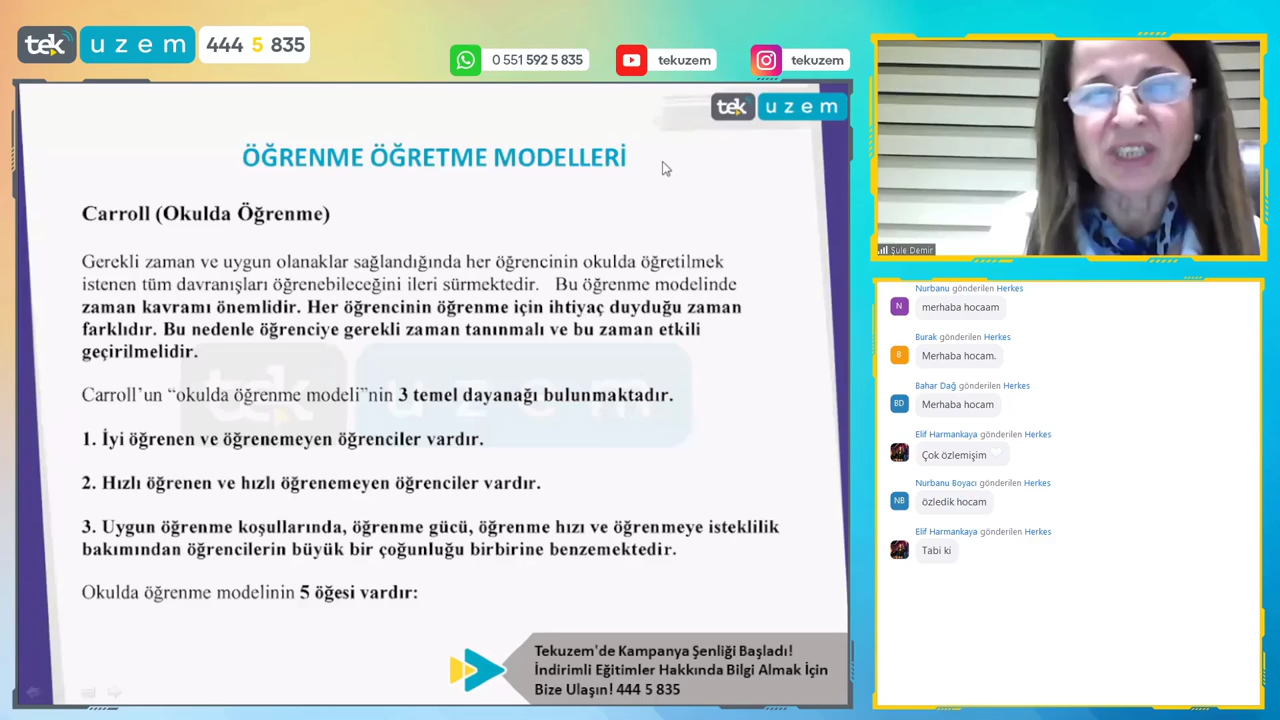 tek uzem 444 5 835
0 551 592 5 835
tekuzem
tekuzem
tek uzem
ÖĞRENME ÖĞRETME MODELLERİ
Carroll (Okulda Öğrenme)
Gerekli zaman ve uygun olanaklar sağlandığında her öğrencinin okulda öğretilmek
istenen tüm davranışları öğrenebileceğini ileri sürmektedir. Bu öğrenme modelinde
zaman kavramı önemlidir. Her öğrencinin öğrenme için ihtiyaç duyduğu zaman
farklıdır. Bu nedenle öğrenciye gerekli zaman tanınmalı ve bu zaman etkili
geçirilmelidir.
tek uzem
Carroll'un “okulda öğrenme modeli”nin 3 temel dayanağı bulunmaktadır.
1. İyi öğrenen ve öğrenemeyen öğrenciler vardır.
2. Hızlı öğrenen ve hızlı öğrenemeyen öğrenciler vardır.
3. Uygun öğrenme koşullarında, öğrenme gücü, öğrenme hızı ve öğrenmeye isteklilik
bakımından öğrencilerin büyük bir çoğunluğu birbirine benzemektedir.
Okulda öğrenme modelinin 5 öğesi vardır:
Tekuzem'de Kampanya Şenliği Başladı!
İndirimli Eğitimler Hakkında Bilgi Almak İçin
Bize Ulaşın! 444 5 835
Şule Demir
Nurbanu gönderilen Herkes
N merhaba hocaam
Burak gönderilen Herkes
B Merhaba hocam.
Bahar Dağ gönderilen Herkes
BD Merhaba hocam
Elif Harmankaya gönderilen Herkes
Çok özlemişim
Nurbanu Boyacı gönderilen Herkes
NB özledik hocam
Elif Harmankaya gönderilen Herkes
Tabi ki